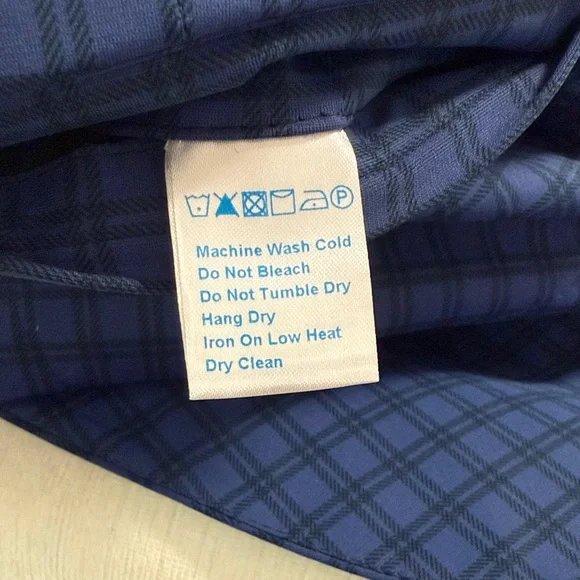 P
Machine Wash Cold
Do Not Bleach
Do Not Tumble Dry
Hang Dry
Iron On Low Heat
Dry Clean